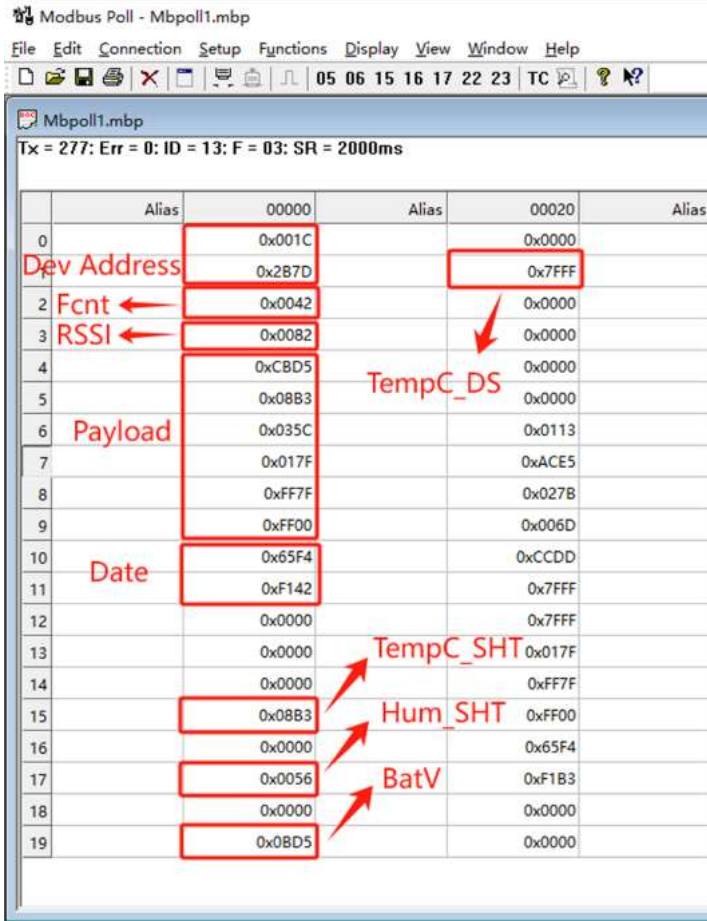 Modbus Poll - Mbpoll1.mbp
File Edit Connection Setup Functions Display View Window Help
05 06 15 16 17 22 23 TC
Mbpoll1.mbp
Tx = 277: Err = 0: ID = 13: F = 03: SR = 2000ms
Alias 00000 Alias 00020 Alias
0 0x001C 0x0000
Dev Address 0x2B7D 0x7FFF
2 Fcnt 0x0042 0x0000
3 RSSI 0x0082 0x0000
4 0xCBD5 0x0000
TempC_DS
5 0x08B3 0x0000
6 Payload 0x035C 0x0113
7 0x017F 0xACE5
8 0xFF7F 0x027B
9 0xFF00 0x006D
10 0x65F4 0xCCDD
Date
11 0xF142 0x7FFF
12 0x0000 0x7FFF
13 0x0000 TempC_SHT 0x017F
14 0x0000 0xFF7F
15 0x08B3 Hum_SHT 0xFF00
16 0x0000 0x65F4
17 0x0056 BatV 0xF1B3
18 0x0000 0x0000
19 0x0BD5 0x0000